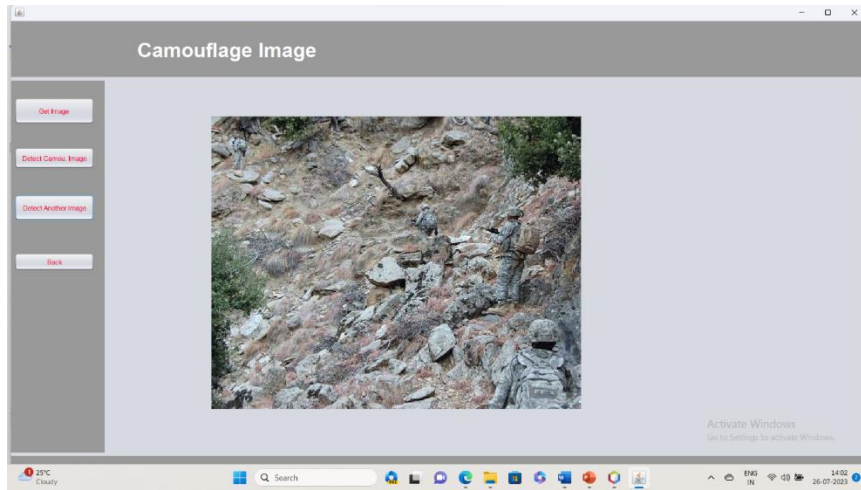 Camouflage Image
Get Image
Detect Camou. Image
Detect Another Image
Back
Activate Windows
Go to Settings to activate Windows.
1
25°C
Cloudy
Search
ENG
IN
14:02
26-07-2023